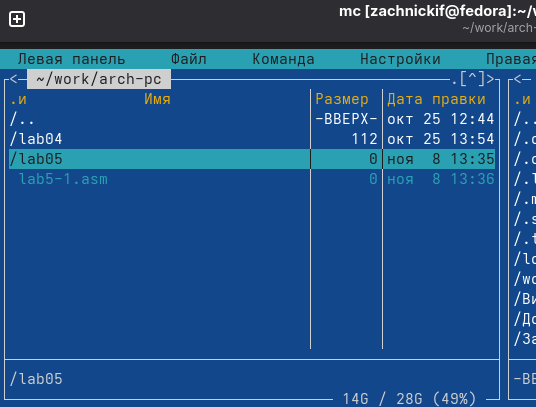 mc [zachnickif@fedora]:~/w
~/work/arch-
Левая панель Файл Команда Настройки Правая
<— ~/work/arch-pc .[^]> <—
.и Имя Размер Дата правки .и
/.. -ВВЕРХ- окт 25 12:44 /..
/lab04 112 окт 25 13:54 /.
/lab05 0 ноя 8 13:35 /.
lab5-1.asm 0 ноя 8 13:36 /.l
/.m
/.s
/.t
/lo
/wo
/Ви
/До
/За
/lab05 -ВЕ
14G / 28G (49%)